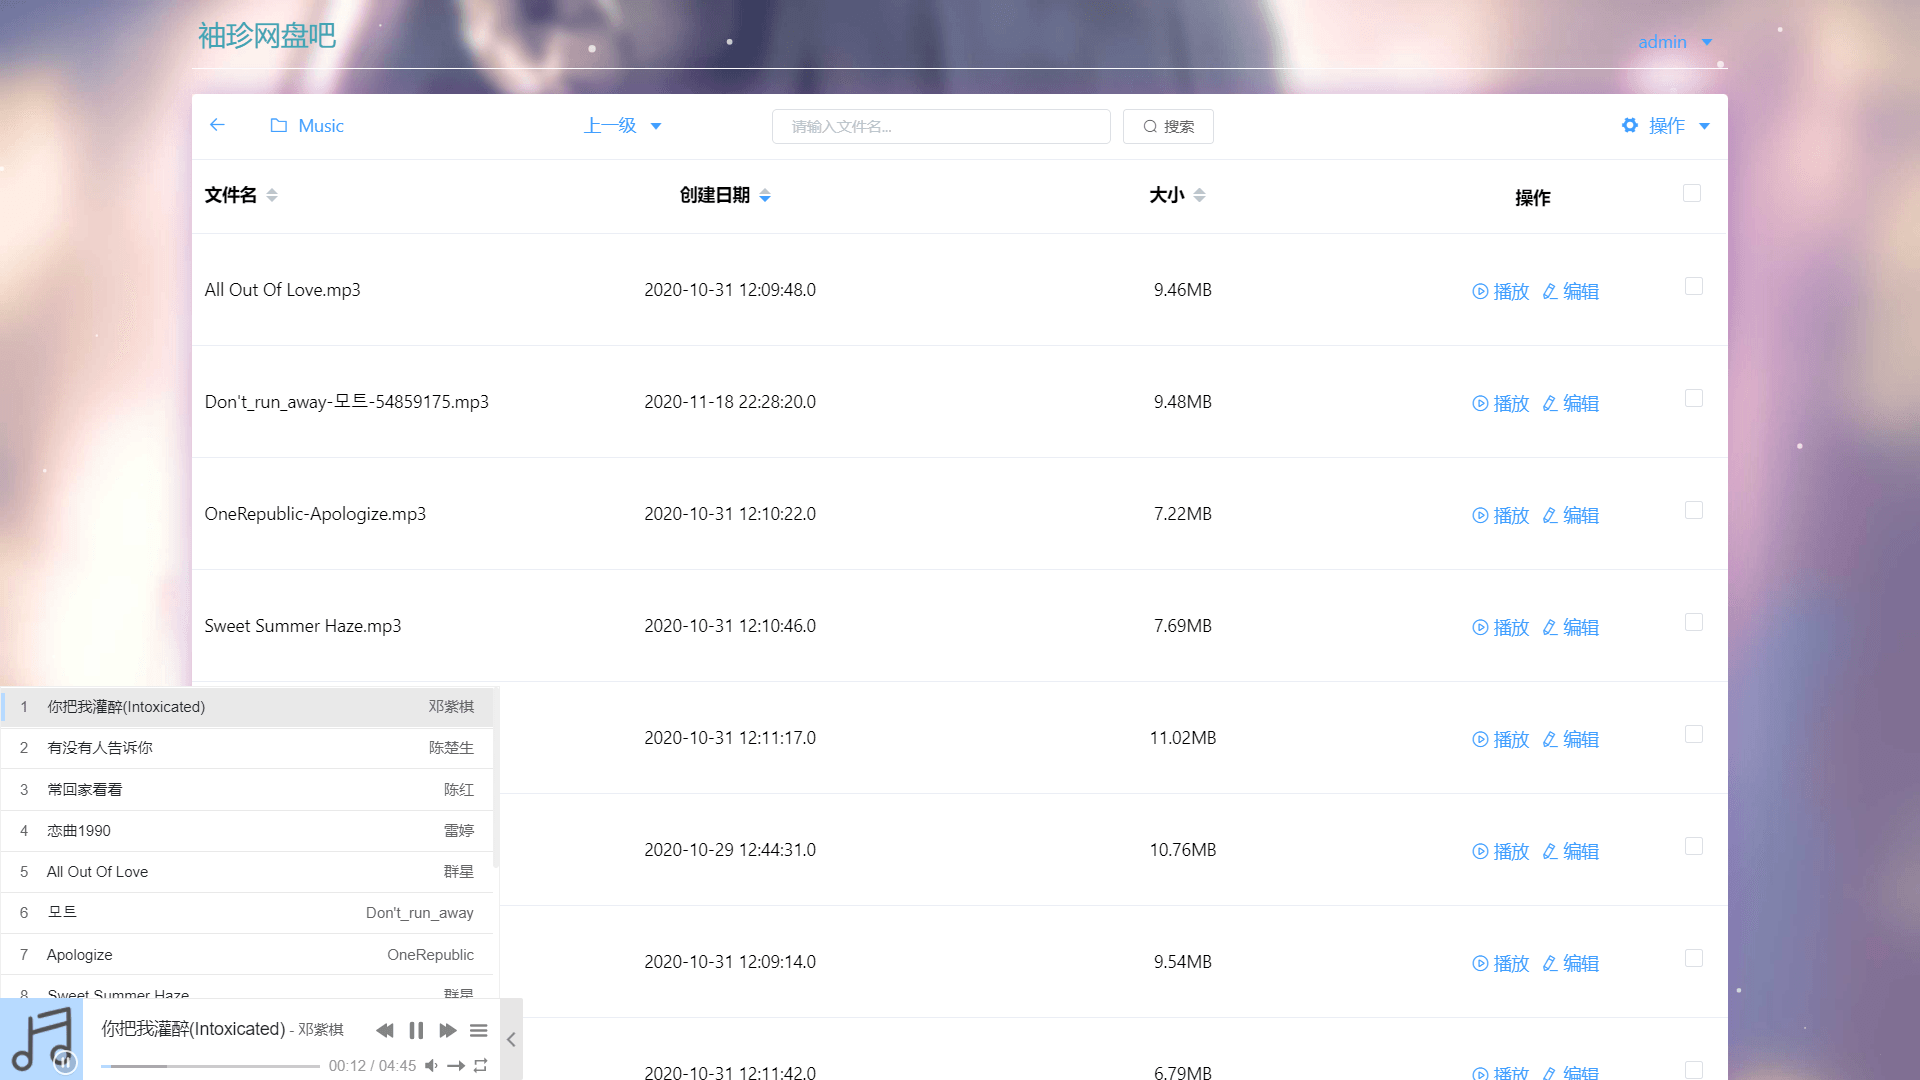 袖珍网盘吧
admin
Music 上一级 请输入文件名... 搜索 操作
文件名 创建日期 大小 操作
All Out Of Love.mp3 2020-10-31 12:09:48.0 9.46MB 播放 编辑
Don't_run_away-모트-54859175.mp3 2020-11-18 22:28:20.0 9.48MB 播放 编辑
OneRepublic-Apologize.mp3 2020-10-31 12:10:22.0 7.22MB 播放 编辑
Sweet Summer Haze.mp3 2020-10-31 12:10:46.0 7.69MB 播放 编辑
2020-10-31 12:11:17.0 11.02MB 播放 编辑
2020-10-29 12:44:31.0 10.76MB 播放 编辑
2020-10-31 12:09:14.0 9.54MB 播放 编辑
2020-10-31 12:11:42.0 6.79MB 播放 编辑
1 你把我灌醉(Intoxicated) 邓紫棋
2 有没有人告诉你 陈楚生
3 常回家看看 陈红
4 恋曲1990 雷婷
5 All Out Of Love 群星
6 모트 Don't_run_away
7 Apologize OneRepublic
8 Sweet Summer Haze 群星
你把我灌醉(Intoxicated) - 邓紫棋
00:12 / 04:45